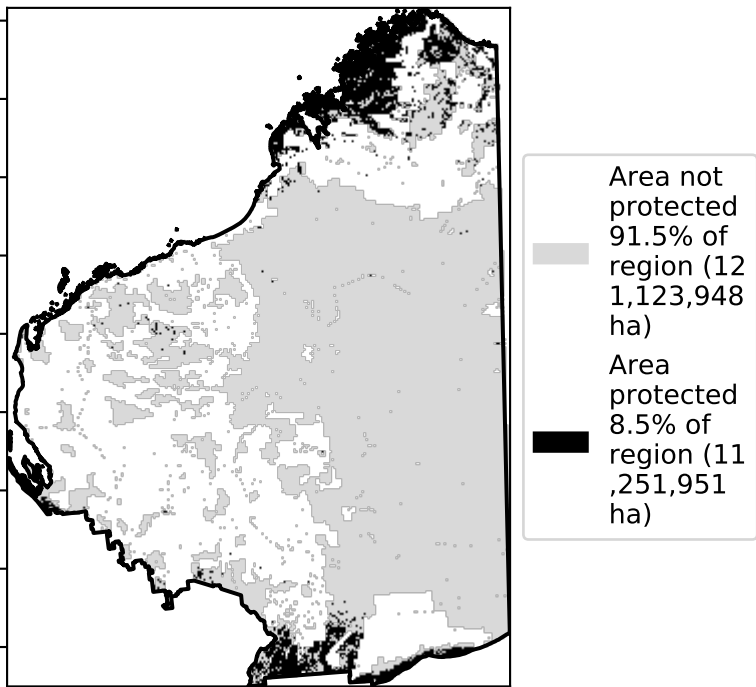 Area not
protected
91.5% of
region (12
1,123,948
ha)
Area
protected
8.5% of
region (11
,251,951
ha)